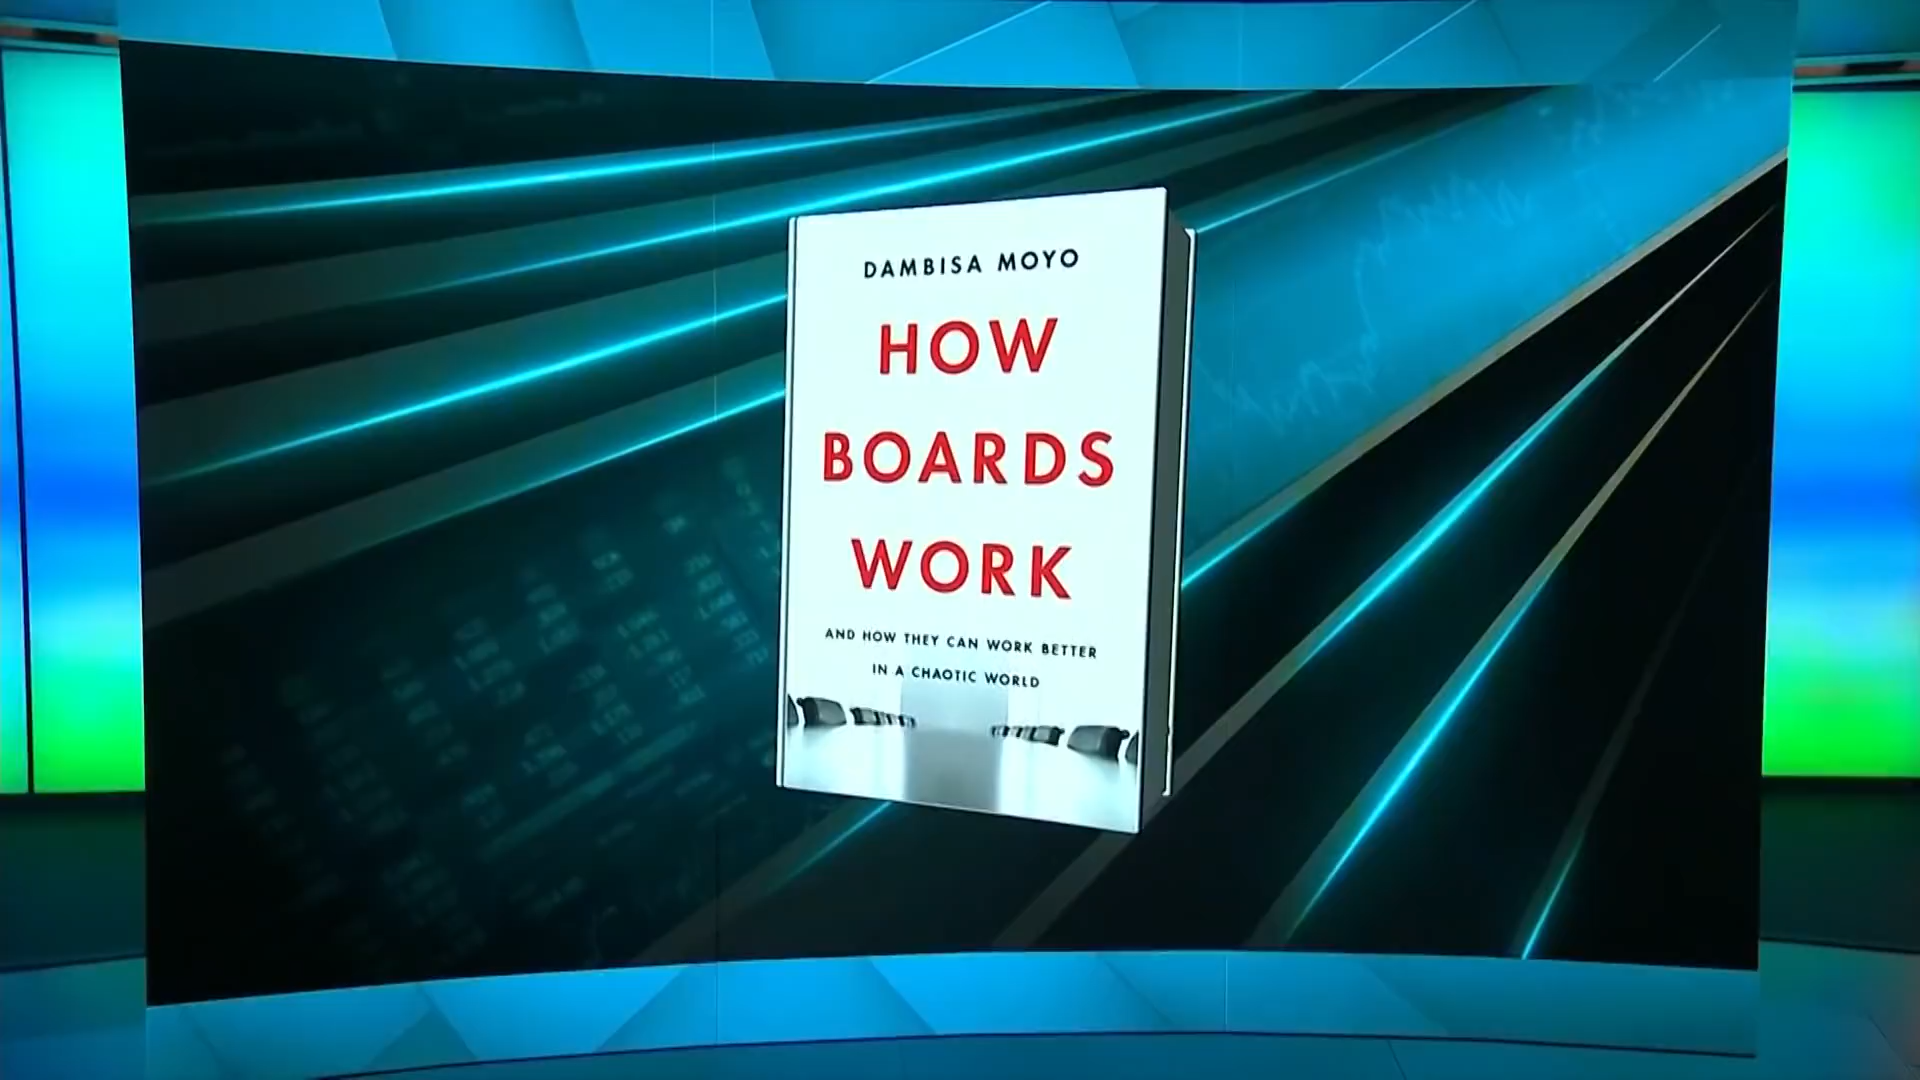 DAMBISA MOYO
HOW
BOARDS
WORK
AND HOW THEY CAN WORK BETTER
IN A CHAOTIC WORLD